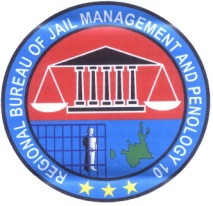 REGIONAL BUREAU OF JAIL MANAGEMENT AND PENOLOGY 10